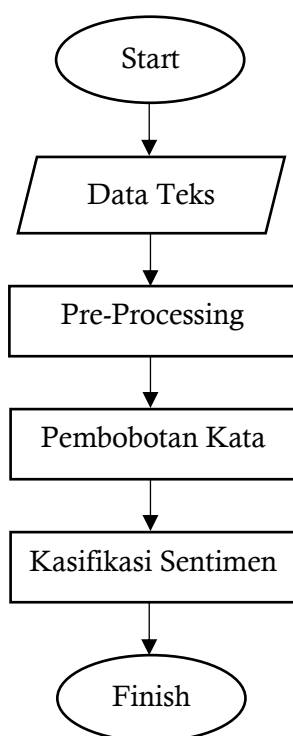 Start
Data Teks
Pre-Processing
Pembobotan Kata
Kasifikasi Sentimen
Finish